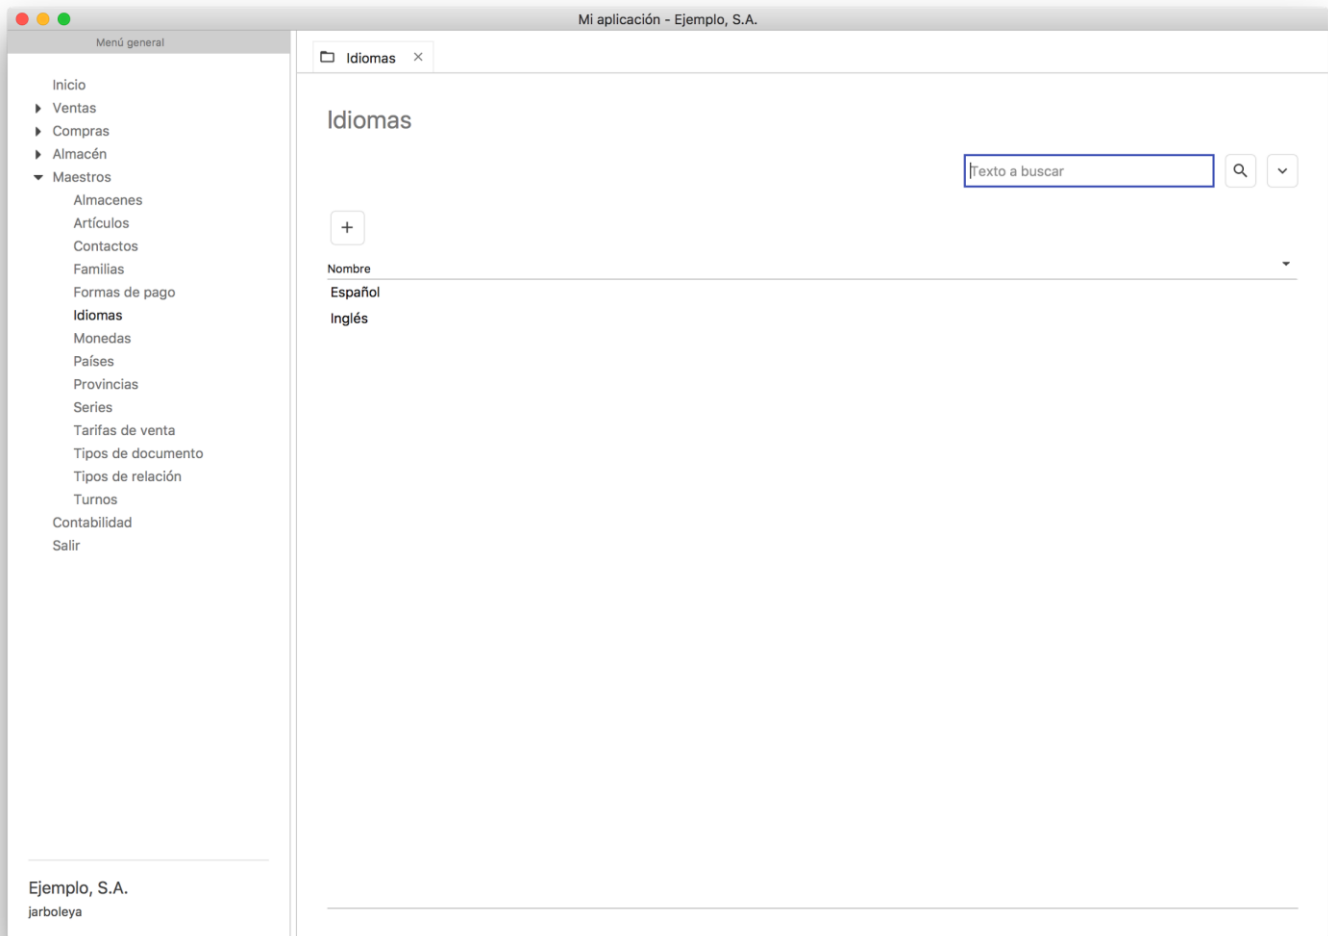 Mi aplicación - Ejemplo, S.A.
Menú general
Inicio
Ventas
Compras
Almacén
Maestros
Almacenes
Artículos
Contactos
Familias
Formas de pago
Idiomas
Monedas
Países
Provincias
Series
Tarifas de venta
Tipos de documento
Tipos de relación
Turnos
Contabilidad
Salir
Ejemplo, S.A.
jarboleya
Idiomas
Idiomas
Texto a buscar
Nombre
Español
Inglés